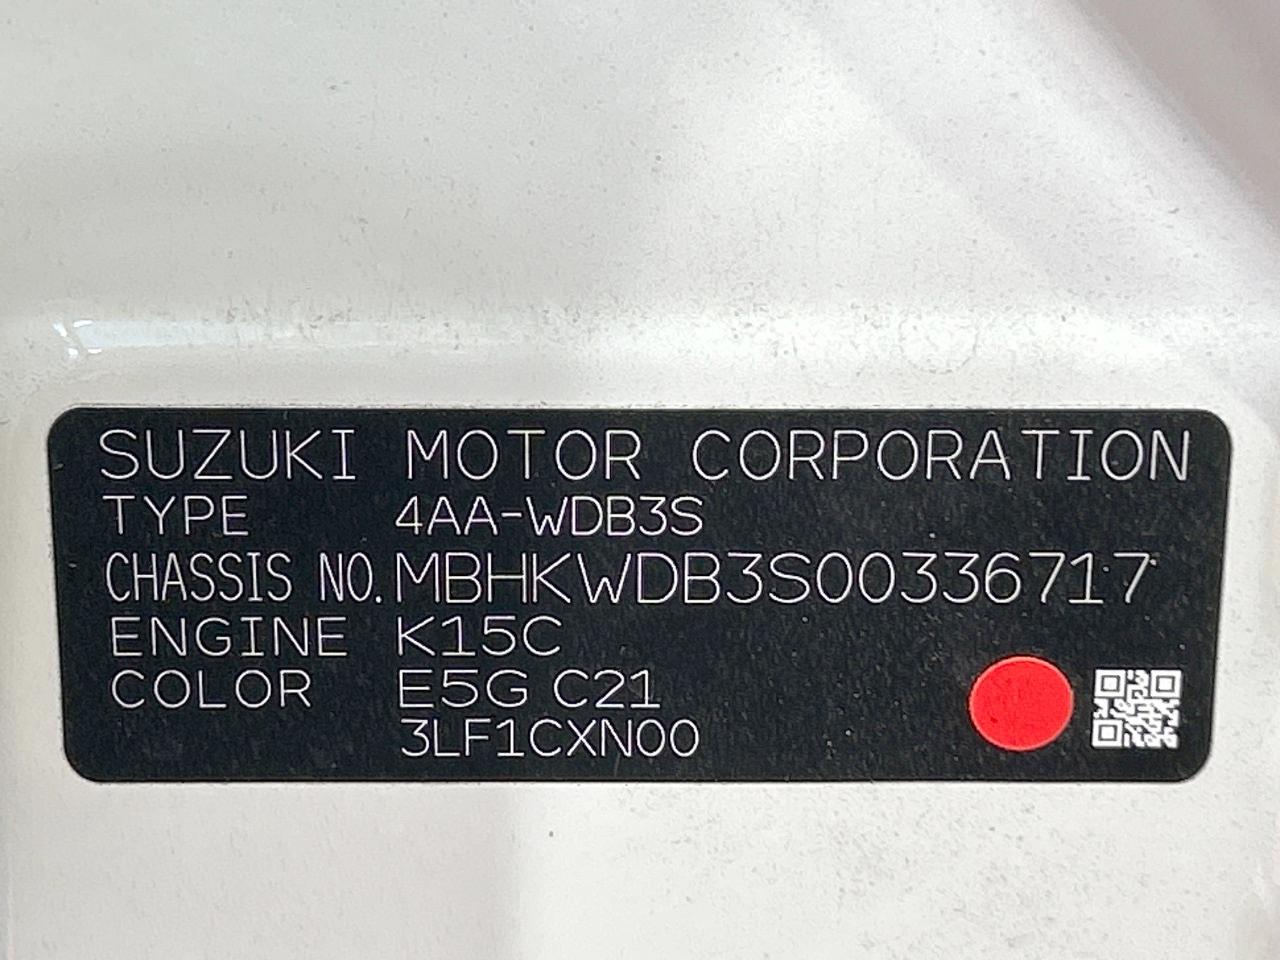 SUZUKI MOTOR CORPORATION
TYPE 4AA-WDB3S
CHASSIS NO. MBHKWDB3S00336717
ENGINE K15C
COLOR E5G C21
3LF1CXN00